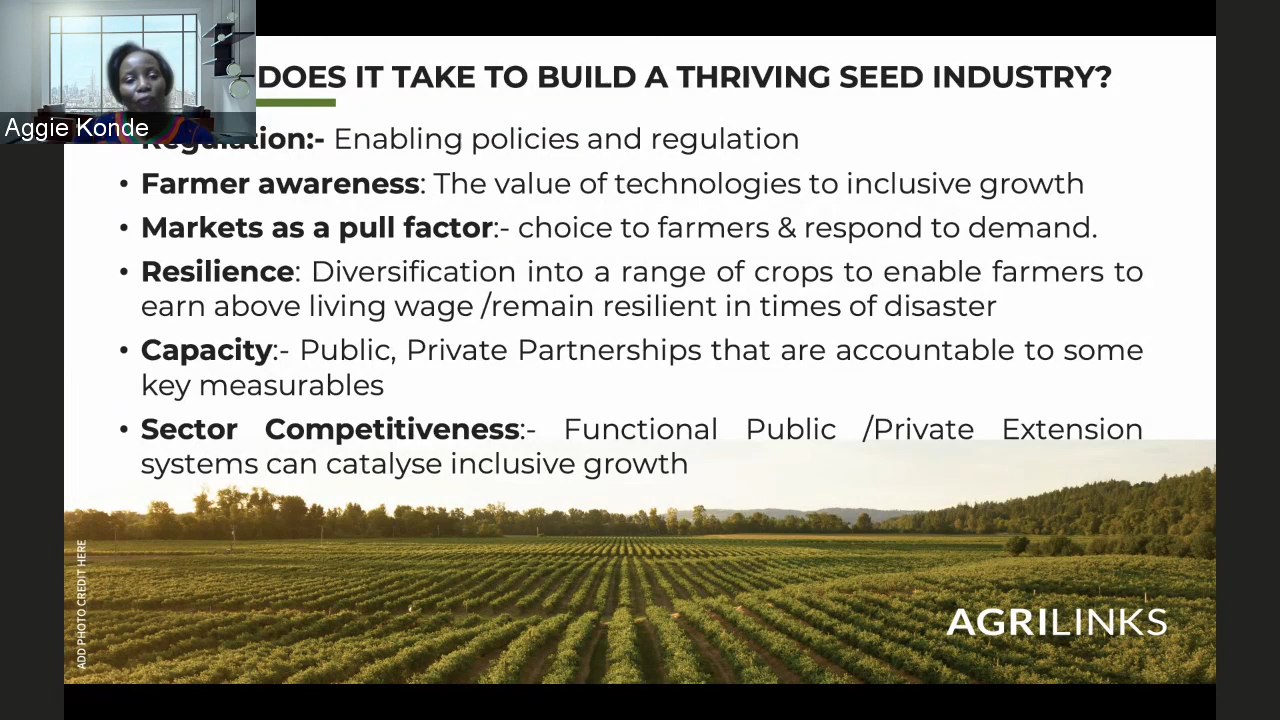 DOES IT TAKE TO BUILD A THRIVING SEED INDUSTRY?
Aggie Konde
Regulation:- Enabling policies and regulation
• Farmer awareness: The value of technologies to inclusive growth
• Markets as a pull factor:- choice to farmers & respond to demand.
• Resilience: Diversification into a range of crops to enable farmers to
earn above living wage /remain resilient in times of disaster
• Capacity:- Public, Private Partnerships that are accountable to some
key measurables
• Sector Competitiveness:- Functional Public /Private Extension
systems can catalyse inclusive growth
ADD PHOTO CREDIT HERE
AGRILINKS